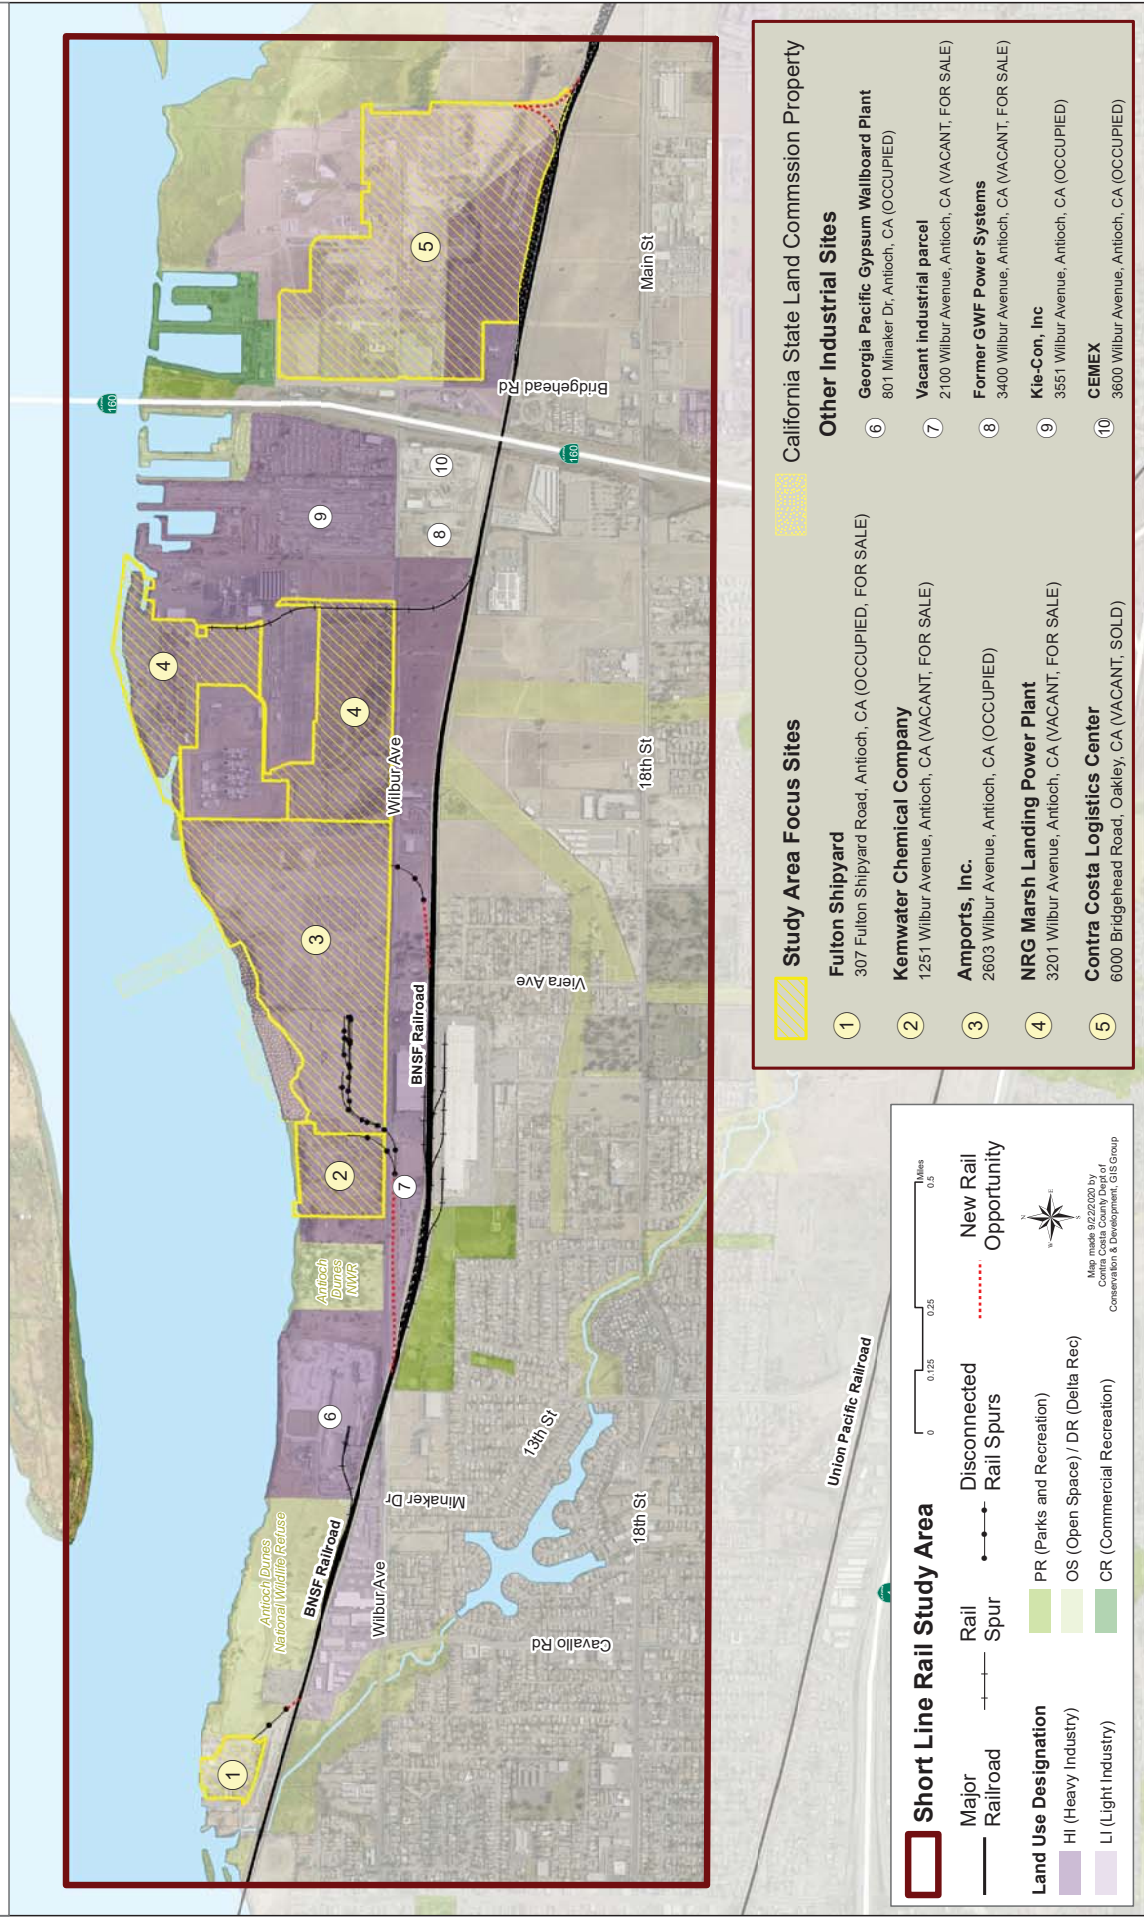 160
160
Antioch Dunes
National Wildlife Refuse
Antioch
Dunes
NWR
BNSF Railroad
BNSF Railroad
Union Pacific Railroad
Wilbur Ave
Wilbur Ave
Minaker Dr
Cavallo Rd
13th St
18th St
18th St
Viera Ave
Bridgehead Rd
Main St
1
2
3
4
4
5
6
7
8
9
10
Short Line Rail Study Area
Major
Railroad
Rail
Spur
Disconnected
Rail Spurs
New Rail
Opportunity
Land Use Designation
HI (Heavy Industry)
LI (Light Industry)
PR (Parks and Recreation)
OS (Open Space) / DR (Delta Rec)
CR (Commercial Recreation)
0 0.125 0.25 0.5
Miles
N
E
S
W
Map made 9/22/2020 by
Contra Costa County Dept of
Conservation & Development, GIS Group
Study Area Focus Sites
1 Fulton Shipyard
307 Fulton Shipyard Road, Antioch, CA (OCCUPIED, FOR SALE)
2 Kemwater Chemical Company
1251 Wilbur Avenue, Antioch, CA (VACANT, FOR SALE)
3 Amports, Inc.
2603 Wilbur Avenue, Antioch, CA (OCCUPIED)
4 NRG Marsh Landing Power Plant
3201 Wilbur Avenue, Antioch, CA (VACANT, FOR SALE)
5 Contra Costa Logistics Center
6000 Bridgehead Road, Oakley, CA (VACANT, SOLD)
California State Land Commssion Property
Other Industrial Sites
6 Georgia Pacific Gypsum Wallboard Plant
801 Minaker Dr, Antioch, CA (OCCUPIED)
7 Vacant industrial parcel
2100 Wilbur Avenue, Antioch, CA (VACANT, FOR SALE)
8 Former GWF Power Systems
3400 Wilbur Avenue, Antioch, CA (VACANT, FOR SALE)
9 Kie-Con, Inc
3551 Wilbur Avenue, Antioch, CA (OCCUPIED)
10 CEMEX
3600 Wilbur Avenue, Antioch, CA (OCCUPIED)